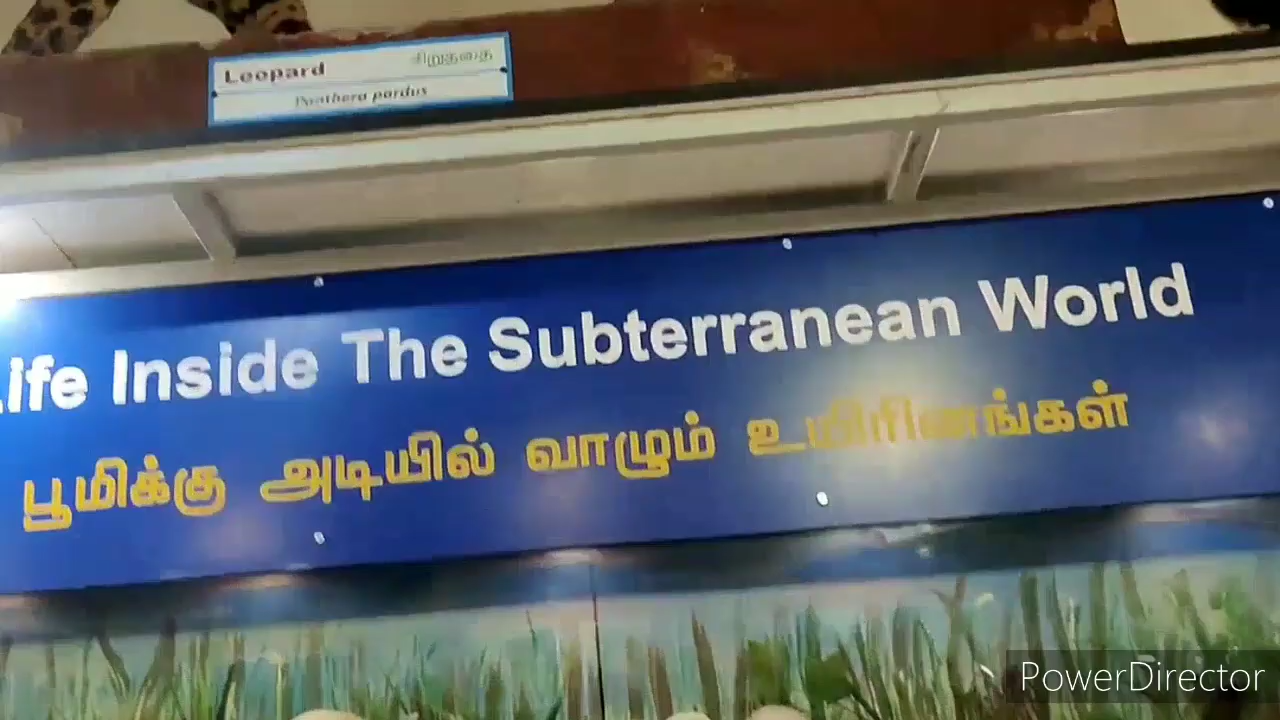 Leopard சிறுத்தை
Panthera pardus
Life Inside The Subterranean World
பூமிக்கு அடியில் வாழும் உயிரினங்கள்
PowerDirector